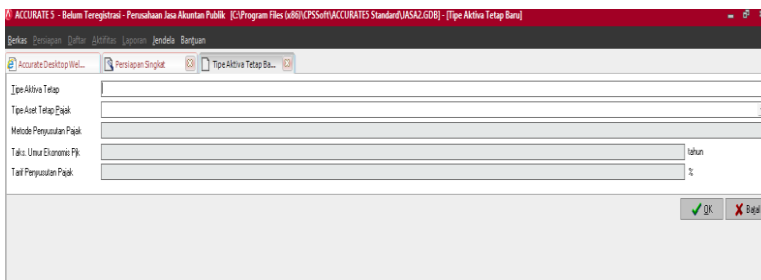 ACCURATE 5 - Belum Teregistrasi - Perusahaan Jasa Akuntan Publik [C:\Program Files (x86)\CPSSoft\ACCURATE5 Standard\JASA2.GDB] - [Tipe Aktiva Tetap Baru]
Berkas Persiapan Daftar Aktifitas Laporan Jendela Bantuan
Accurate Desktop Wel... Persiapan Singkat Tipe Aktiva Tetap Ba...
Tipe Aktiva Tetap
Tipe Aset Tetap Pajak
Metode Penyusutan Pajak
Taks. Umur Ekonomis Pjk tahun
Tarif Penyusutan Pajak %
OK Batal